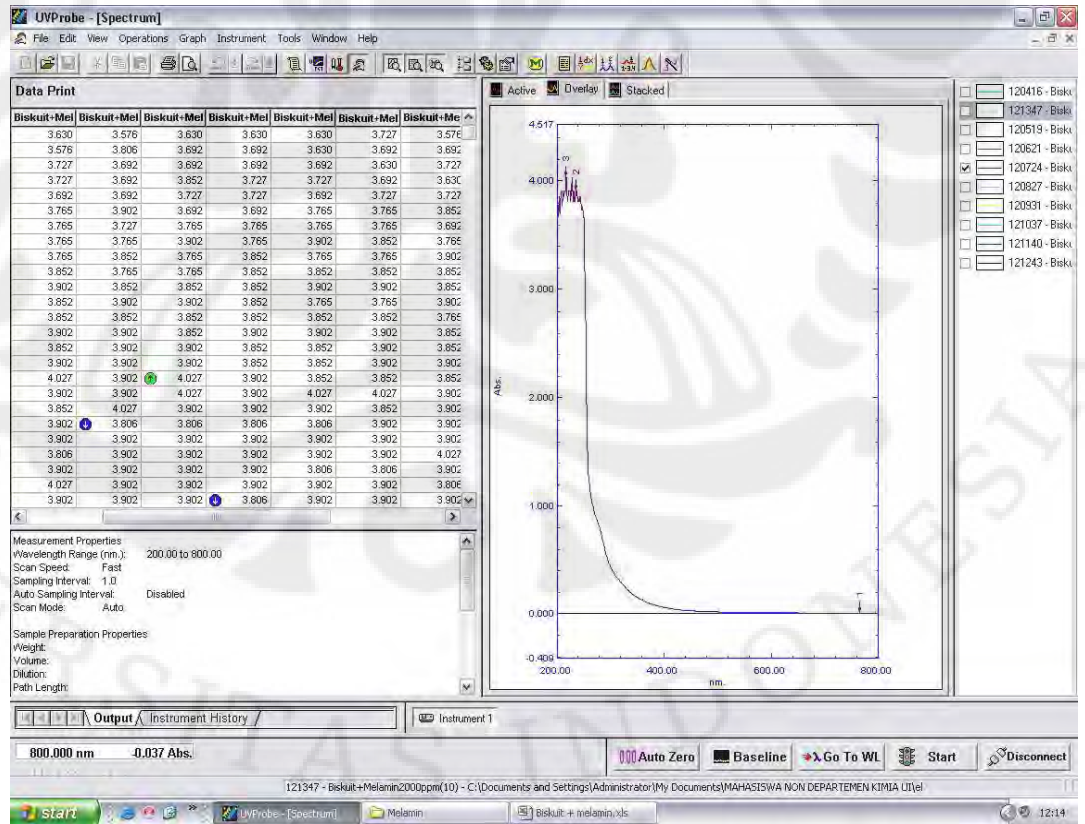 UVProbe - [Spectrum]
File Edit View Operations Graph Instrument Tools Window Help
Data Print
Biskuit+Mel Biskuit+Mel Biskuit+Mel Biskuit+Mel Biskuit+Mel Biskuit+Mel Biskuit+Me
3.630 3.576 3.630 3.630 3.630 3.727 3.576
3.576 3.806 3.692 3.692 3.630 3.692 3.692
3.727 3.692 3.692 3.692 3.692 3.630 3.727
3.727 3.692 3.852 3.727 3.727 3.692 3.630
3.692 3.692 3.727 3.727 3.692 3.727 3.727
3.765 3.902 3.692 3.692 3.765 3.765 3.852
3.765 3.727 3.765 3.765 3.765 3.765 3.692
3.765 3.765 3.902 3.765 3.902 3.852 3.765
3.765 3.852 3.902 3.852 3.765 3.765 3.902
3.852 3.765 3.765 3.852 3.852 3.852 3.852
3.902 3.852 3.852 3.852 3.902 3.902 3.852
3.852 3.902 3.902 3.852 3.765 3.765 3.902
3.852 3.852 3.852 3.852 3.852 3.852 3.765
3.902 3.902 3.852 3.902 3.902 3.902 3.852
3.852 3.902 3.902 3.902 3.852 3.902 3.902
3.902 3.902 3.902 3.852 3.852 3.902 3.902
4.027 3.902 4.027 3.902 3.852 3.852 3.852
3.902 3.902 4.027 3.902 4.027 4.027 3.902
3.852 4.027 3.902 3.902 3.902 3.852 3.902
3.902 3.806 3.806 3.806 3.806 3.902 3.902
3.902 3.902 3.902 3.902 3.902 3.902 3.902
3.806 3.902 3.902 3.902 3.902 3.902 4.027
3.902 3.902 3.902 3.902 3.806 3.806 3.902
4.027 3.902 3.902 3.902 3.902 3.902 3.806
3.902 3.902 3.902 3.806 3.902 3.902 3.902
Measurement Properties
Wavelength Range (nm.): 200.00 to 800.00
Scan Speed: Fast
Sampling Interval: 1.0
Auto Sampling Interval: Disabled
Scan Mode: Auto
Sample Preparation Properties
Weight:
Volume:
Dilution:
Path Length:
Output Instrument History
Active Overlay Stacked
4.517
3
2
4.000
3.000
Abs.
2.000
1.000
0.000
1
-0.409
200.00 400.00 600.00 800.00
nm.
120416 - Bisku
121347 - Bisku
120519 - Bisku
120621 - Bisku
120724 - Bisku
120827 - Bisku
120931 - Bisku
121037 - Bisku
121140 - Bisku
121243 - Bisku
Instrument 1
800.000 nm -0.037 Abs.
Auto Zero Baseline Go To WL Start Disconnect
121347 - Biskuit+Melamin2000ppm(10) - C:\Documents and Settings\Administrator\My Documents\MAHASISWA NON DEPARTEMEN KIMIA UI\el
start UVProbe - [Spectrum] Melamin Biskuit + melamin.xls 12:14
UNIVERSITAS INDONESIA